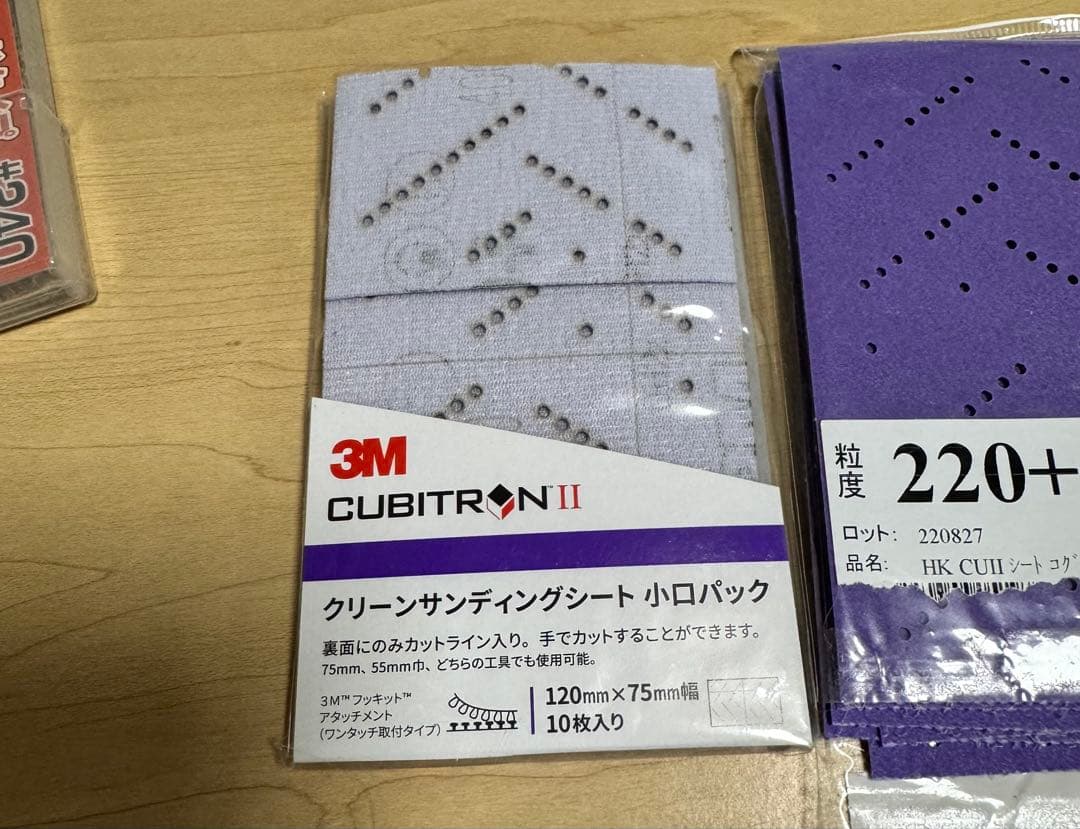 3M
CUBITRON™ II
クリーンサンディングシート 小口パック
裏面にのみカットライン入り。手でカットすることができます。
75mm、55mm巾、どちらの工具でも使用可能。
3M™ フッキット™
アタッチメント
(ワンタッチ取付タイプ)
120mm×75mm幅
10枚入り
粒度 220+
ロット: 220827
品名: HK CUII シート コグ